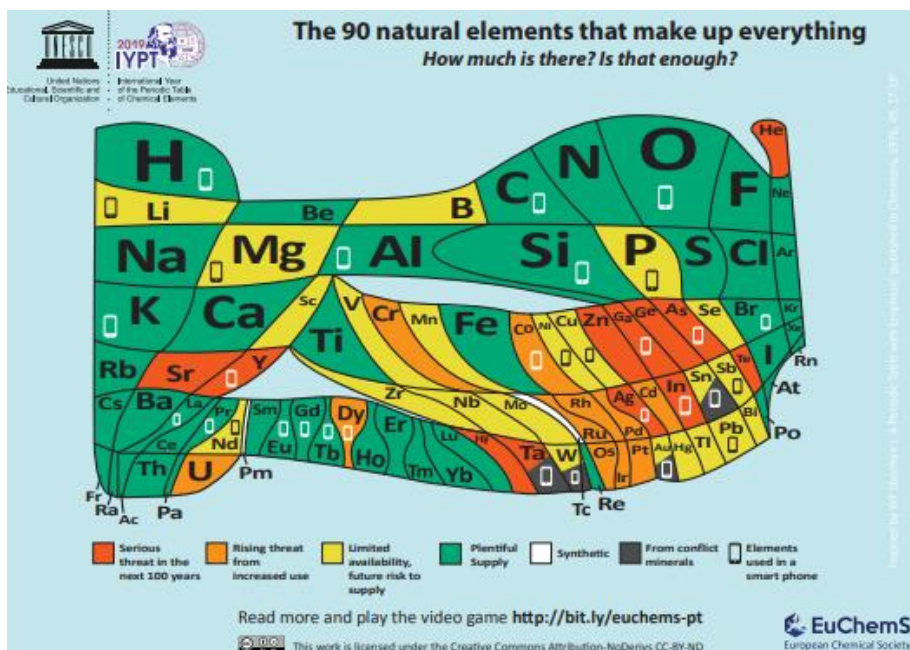 The 90 natural elements that make up everything
How much is there? Is that enough?
UNESCO
2019
IYPT
United Nations
Educational, Scientific and
Cultural Organization
International Year
of the Periodic Table
of Chemical Elements
H
He
Li
Be
B
C
N
O
F
Ne
Na
Mg
Al
Si
P
S
Cl
Ar
K
Ca
Sc
Ti
V
Cr
Mn
Fe
Co
Ni
Cu
Zn
Ga
Ge
As
Se
Br
Kr
Rb
Sr
Y
Zr
Nb
Mo
Ru
Rh
Pd
Ag
Cd
In
Sn
Sb
Te
I
Xe
Rn
Cs
Ba
La
Ce
Pr
Nd
Pm
Sm
Eu
Gd
Tb
Dy
Ho
Er
Tm
Yb
Lu
Hf
Ta
W
Re
Os
Ir
Pt
Au
Hg
Tl
Pb
Bi
Po
At
Fr
Ra
Ac
Th
Pa
U
Tc
Serious
threat in the
next 100 years
Rising threat
from
increased use
Limited
availability,
future risk to
supply
Plentiful
Supply
Synthetic
From conflict
minerals
Elements
used in a
smart phone
Read more and play the video game http://bit.ly/euchems-pt
This work is licensed under the Creative Commons Attribution-NoDerivs CC-BY-ND
EuChemS
European Chemical Society